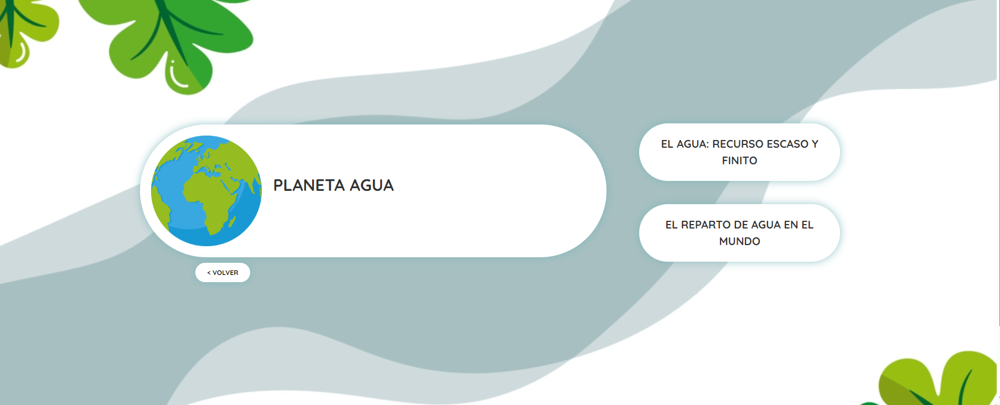 PLANETA AGUA
< VOLVER
EL AGUA: RECURSO ESCASO Y
FINITO
EL REPARTO DE AGUA EN EL
MUNDO